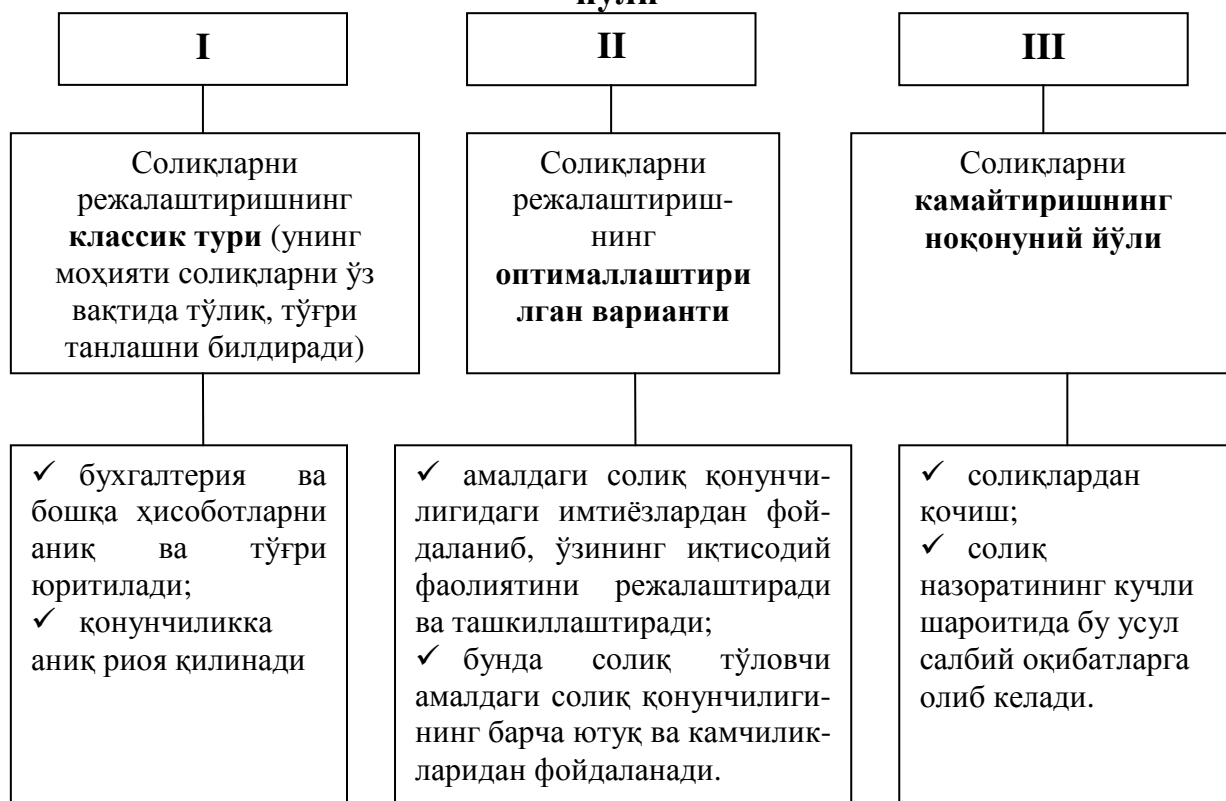 йўли
I
II
III
Солиқларни
режалаштиришнинг
классик тури (унинг
моҳияти солиқларни ўз
вақтида тўлиқ, тўғри
танлашни билдиради)
Солиқларни
режалаштириш-
нинг
оптималлаштири
лган варианти
Солиқларни
камайтиришнинг
ноқонуний йўли
✓ бухгалтерия ва
бошқа ҳисоботларни
аниқ ва тўғри
юритилади;
✓ қонунчиликка
аниқ риоя қилинади
✓ амалдаги солиқ қонунчи-
лигидаги имтиёзлардан фой-
даланиб, ўзининг иқтисодий
фаолиятини режалаштиради
ва ташкиллаштиради;
✓ бунда солиқ тўловчи
амалдаги солиқ қонунчилиги-
нинг барча ютуқ ва камчилик-
ларидан фойдаланади.
✓ солиқлардан
қочиш;
✓ солиқ
назоратининг кучли
шароитида бу усул
салбий оқибатларга
олиб келади.